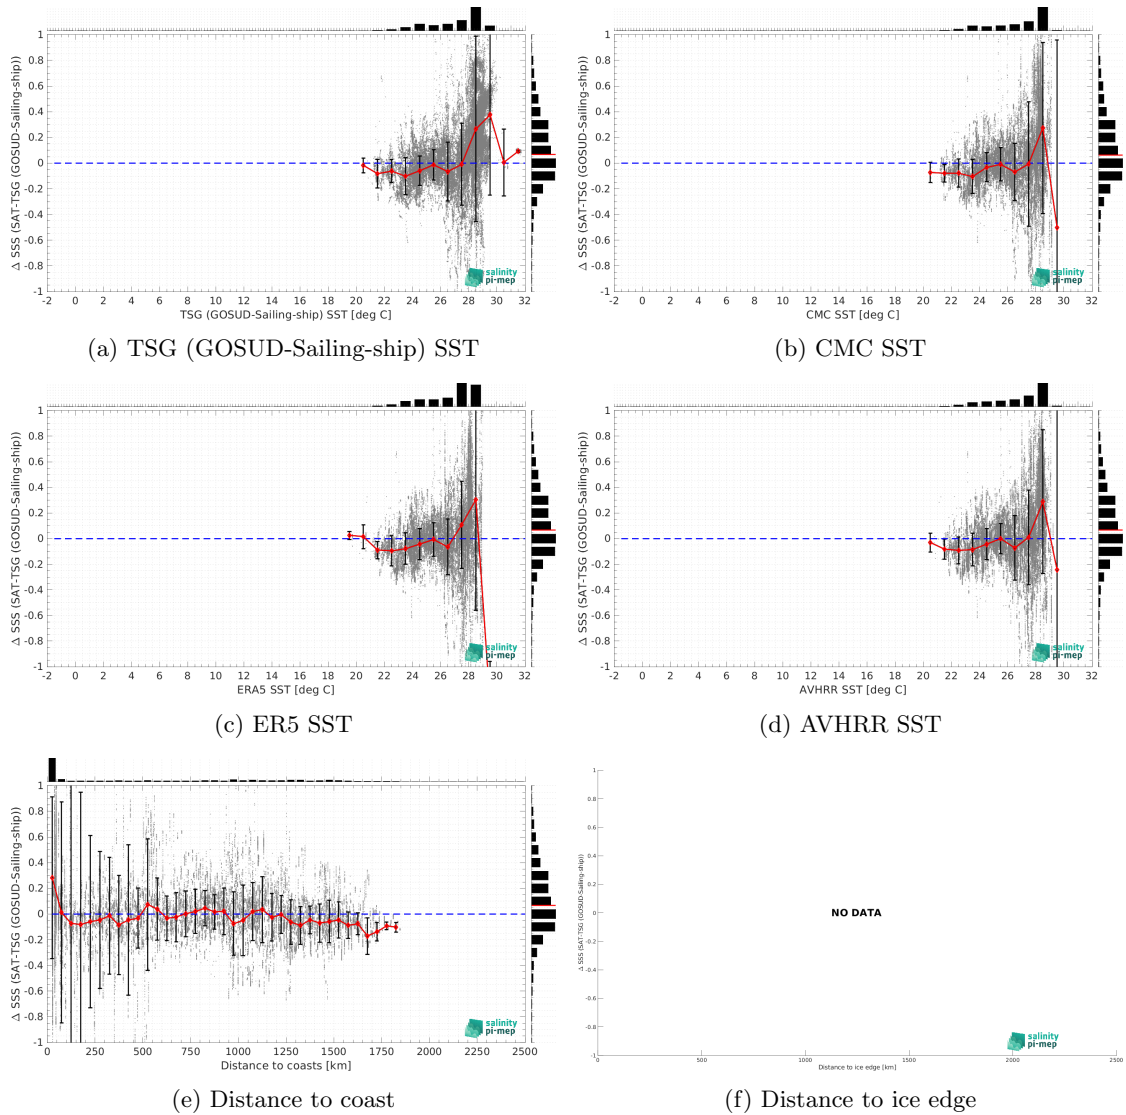 1
0.8
0.6
0.4
0.2
0
-0.2
-0.4
-0.6
-0.8
-1
Δ SSS (SAT-TSG (GOSUD-Sailing-ship))
salinity
pi-mep
-2 0 2 4 6 8 10 12 14 16 18 20 22 24 26 28 30 32
TSG (GOSUD-Sailing-ship) SST [deg C]
(a) TSG (GOSUD-Sailing-ship) SST
1
0.8
0.6
0.4
0.2
0
-0.2
-0.4
-0.6
-0.8
-1
Δ SSS (SAT-TSG (GOSUD-Sailing-ship))
salinity
pi-mep
-2 0 2 4 6 8 10 12 14 16 18 20 22 24 26 28 30 32
CMC SST [deg C]
(b) CMC SST
1
0.8
0.6
0.4
0.2
0
-0.2
-0.4
-0.6
-0.8
-1
Δ SSS (SAT-TSG (GOSUD-Sailing-ship))
salinity
pi-mep
-2 0 2 4 6 8 10 12 14 16 18 20 22 24 26 28 30 32
ERA5 SST [deg C]
(c) ER5 SST
1
0.8
0.6
0.4
0.2
0
-0.2
-0.4
-0.6
-0.8
-1
Δ SSS (SAT-TSG (GOSUD-Sailing-ship))
salinity
pi-mep
-2 0 2 4 6 8 10 12 14 16 18 20 22 24 26 28 30 32
AVHRR SST [deg C]
(d) AVHRR SST
1
0.8
0.6
0.4
0.2
0
-0.2
-0.4
-0.6
-0.8
-1
Δ SSS (SAT-TSG (GOSUD-Sailing-ship))
salinity
pi-mep
0 250 500 750 1000 1250 1500 1750 2000 2250 2500
Distance to coasts [km]
(e) Distance to coast
1
0.8
0.6
0.4
0.2
0
-0.2
-0.4
-0.6
-0.8
-1
Δ SSS (SAT-TSG (GOSUD-Sailing-ship))
NO DATA
salinity
pi-mep
0 500 1000 1500 2000 2500
Distance to ice edge [km]
(f) Distance to ice edge